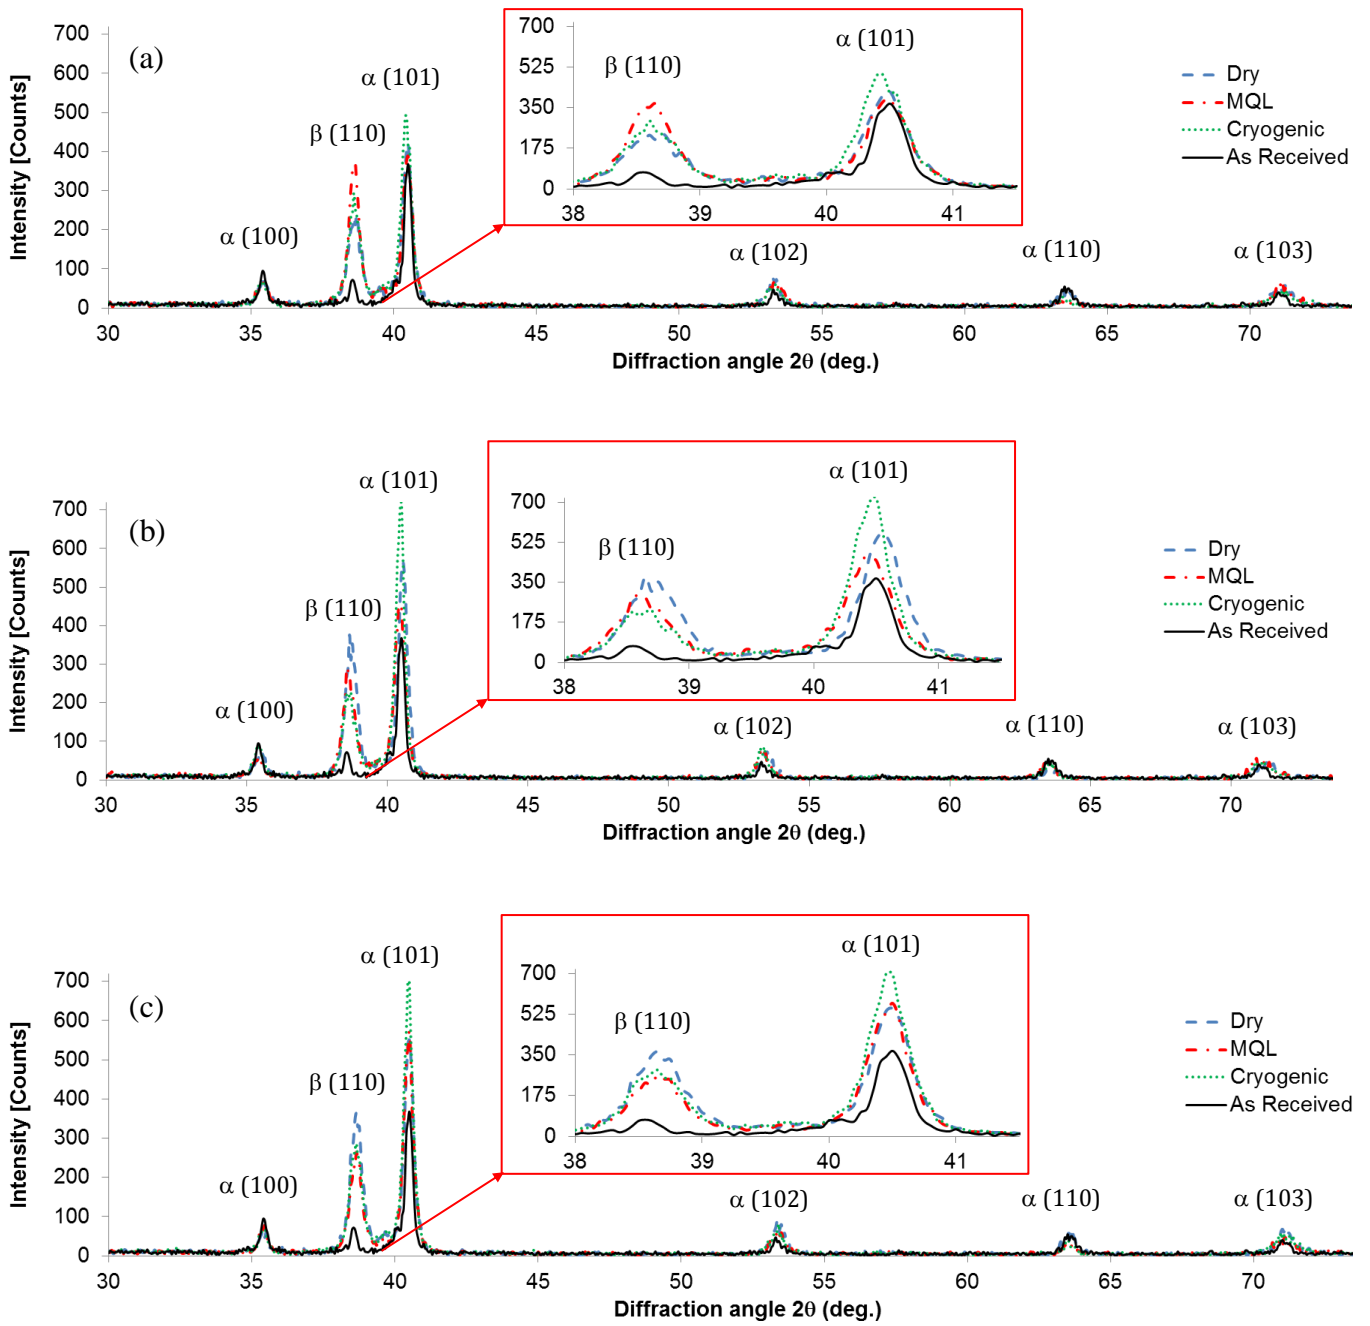 (a)
Intensity [Counts]
700
600
500
400
300
200
100
0
α (100)
β (110)
α (101)
α (102)
α (110)
α (103)
30 35 40 45 50 55 60 65 70
Diffraction angle 2θ (deg.)
700
525
350
175
0
β (110)
α (101)
38 39 40 41
Dry
MQL
Cryogenic
As Received
(b)
Intensity [Counts]
700
600
500
400
300
200
100
0
α (100)
β (110)
α (101)
α (102)
α (110)
α (103)
30 35 40 45 50 55 60 65 70
Diffraction angle 2θ (deg.)
700
525
350
175
0
β (110)
α (101)
38 39 40 41
Dry
MQL
Cryogenic
As Received
(c)
Intensity [Counts]
700
600
500
400
300
200
100
0
α (100)
β (110)
α (101)
α (102)
α (110)
α (103)
30 35 40 45 50 55 60 65 70
Diffraction angle 2θ (deg.)
700
525
350
175
0
β (110)
α (101)
38 39 40 41
Dry
MQL
Cryogenic
As Received